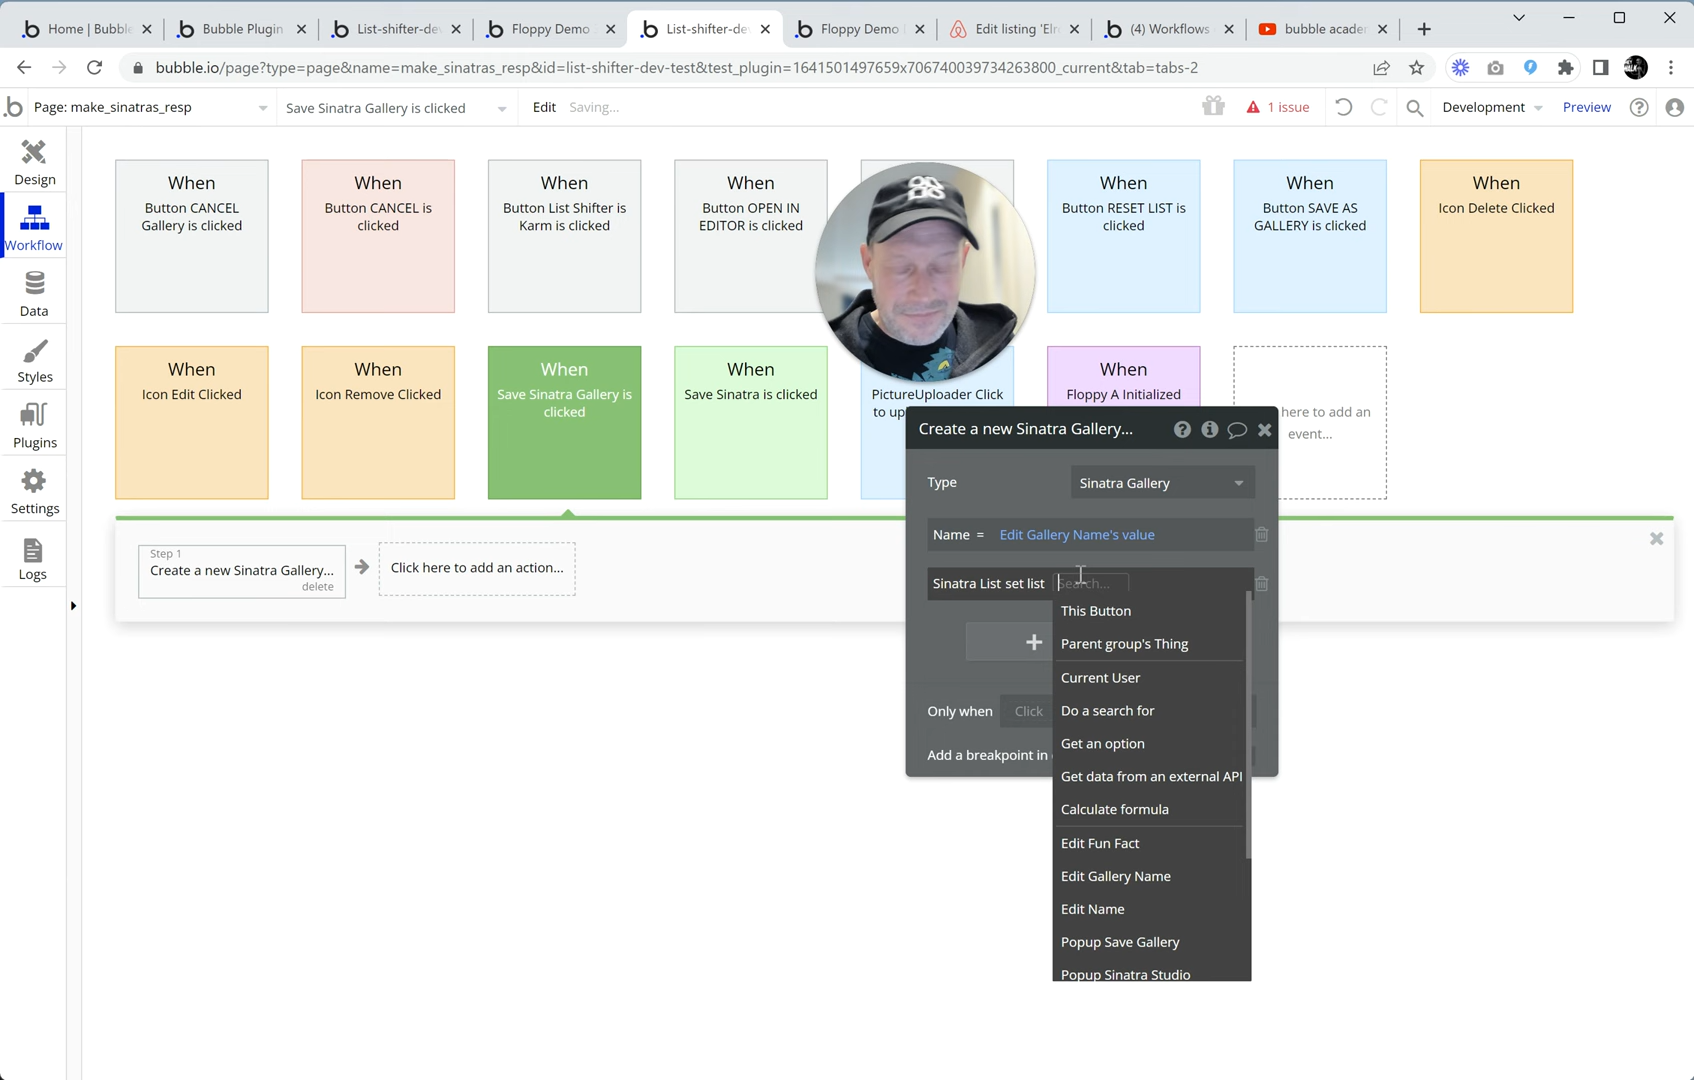 Home | Bubble
Bubble Plugin
List-shifter-dev
Floppy Demo
List-shifter-dev
Floppy Demo
Edit listing 'Elre
(4) Workflows
bubble acader
bubble.io/page?type=page&name=make_sinatras_resp&id=list-shifter-dev-test&test_plugin=1641501497659x706740039734263800_current&tab=tabs-2
Page: make_sinatras_resp
Save Sinatra Gallery is clicked
Edit
Saving...
1 issue
Development
Preview
Design
Workflow
Data
Styles
Plugins
Settings
Logs
When
Button CANCEL
Gallery is clicked
When
Button CANCEL is
clicked
When
Button List Shifter is
Karm is clicked
When
Button OPEN IN
EDITOR is clicked
When
Button RESET LIST is
clicked
When
Button SAVE AS
GALLERY is clicked
When
Icon Delete Clicked
When
Icon Edit Clicked
When
Icon Remove Clicked
When
Save Sinatra Gallery is
clicked
When
Save Sinatra is clicked
PictureUploader Click
to up
When
Floppy A Initialized
here to add an
event...
Step 1
Create a new Sinatra Gallery...
delete
Click here to add an action...
Create a new Sinatra Gallery...
Type
Sinatra Gallery
Name =
Edit Gallery Name's value
Sinatra List set list
Search...
This Button
Parent group's Thing
Current User
Do a search for
Get an option
Get data from an external API
Calculate formula
Edit Fun Fact
Edit Gallery Name
Edit Name
Popup Save Gallery
Popup Sinatra Studio
Only when
Click
Add a breakpoint in